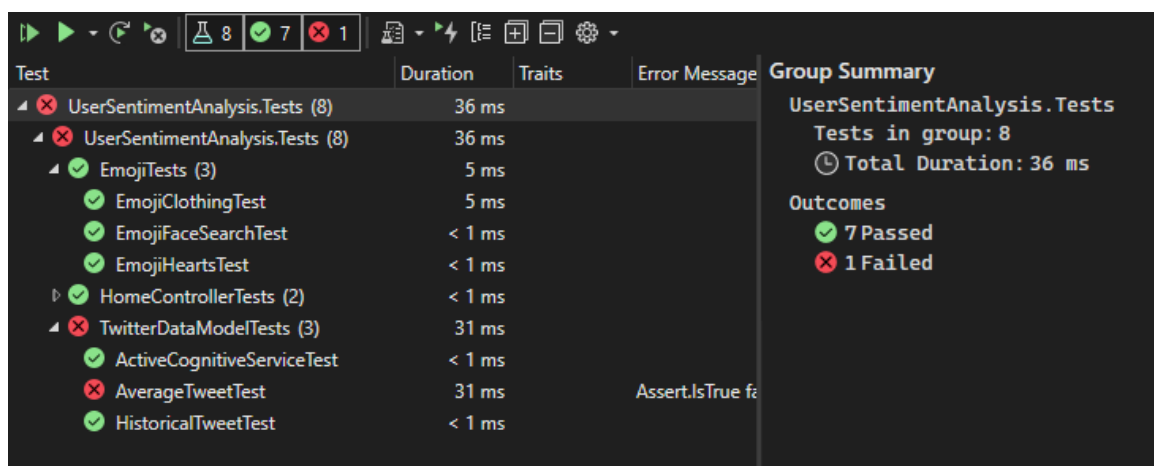 8 7 1
Test Duration Traits Error Message
UserSentimentAnalysis.Tests (8) 36 ms
UserSentimentAnalysis.Tests (8) 36 ms
EmojiTests (3) 5 ms
EmojiClothingTest 5 ms
EmojiFaceSearchTest < 1 ms
EmojiHeartsTest < 1 ms
HomeControllerTests (2) < 1 ms
TwitterDataModelTests (3) 31 ms
ActiveCognitiveServiceTest < 1 ms
AverageTweetTest 31 ms Assert.IsTrue fa
HistoricalTweetTest < 1 ms
Group Summary
UserSentimentAnalysis.Tests
Tests in group: 8
Total Duration: 36 ms
Outcomes
7 Passed
1 Failed